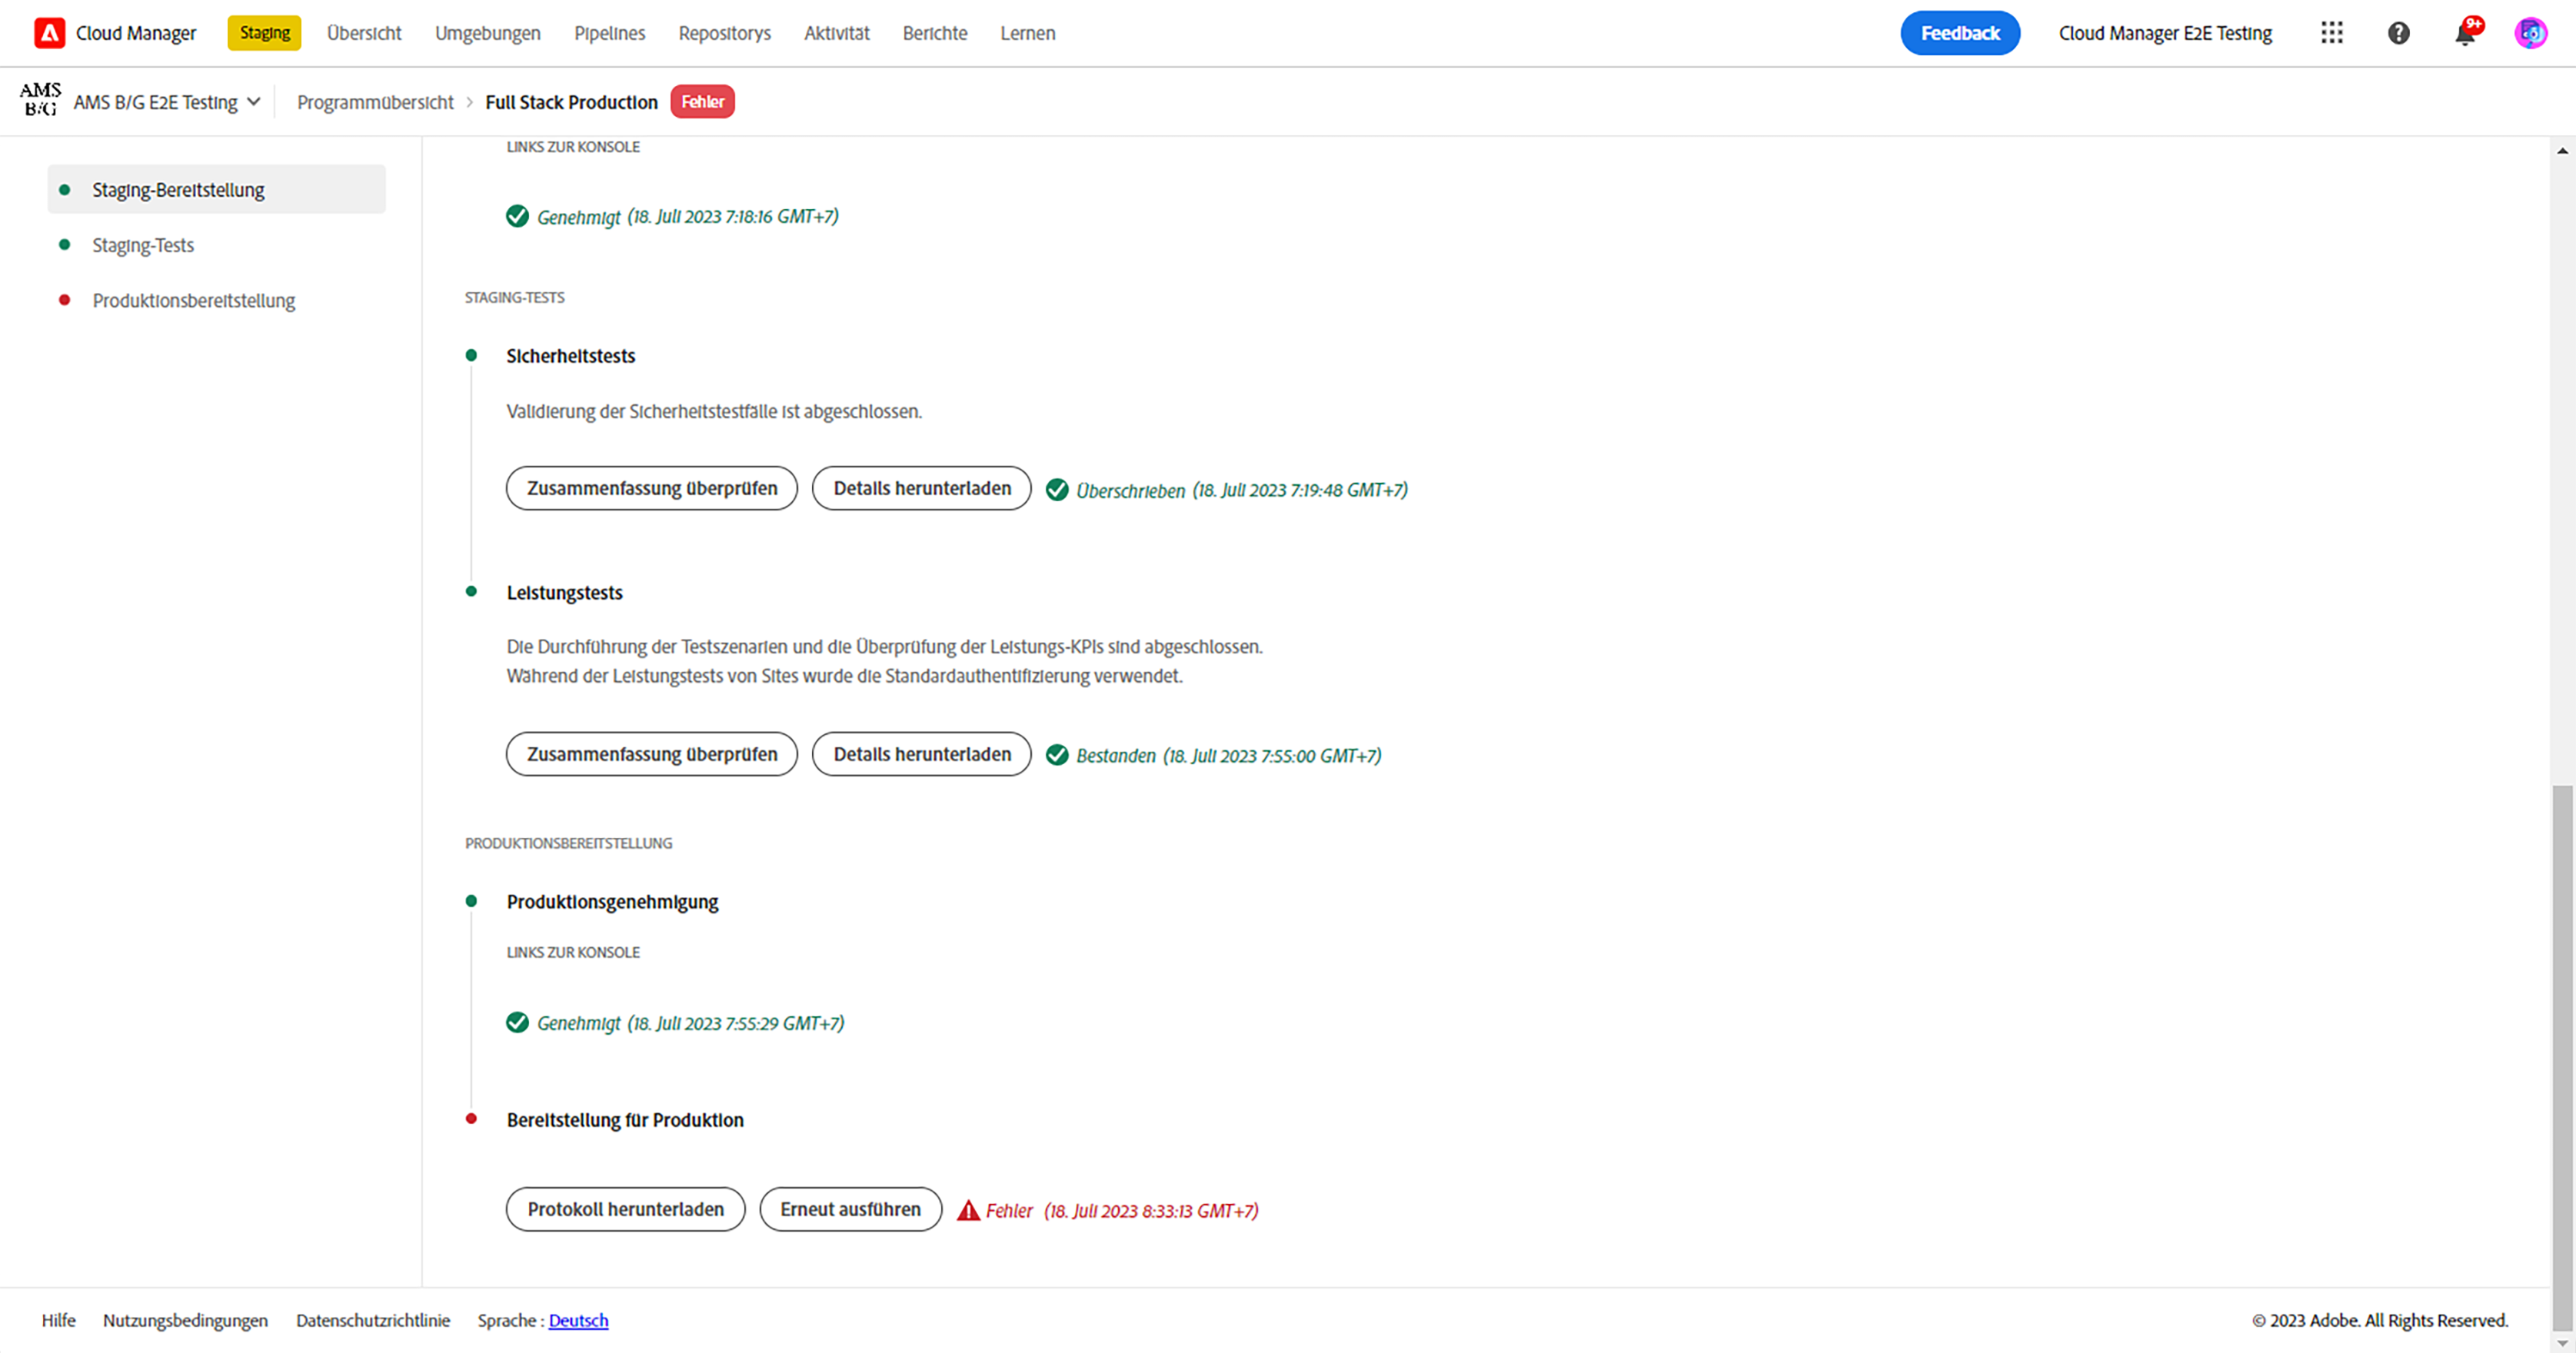 Cloud Manager Staging Übersicht Umgebungen Pipelines Repositorys Aktivität Berichte Lernen Feedback Cloud Manager E2E Testing 9+
AMS B/G AMS B/G E2E Testing Programmübersicht > Full Stack Production Fehler
Staging-Bereitstellung
Staging-Tests
Produktionsbereitstellung
LINKS ZUR KONSOLE
Genehmigt (18. Juli 2023 7:18:16 GMT+7)
STAGING-TESTS
Sicherheitstests
Validierung der Sicherheitstestfälle ist abgeschlossen.
Zusammenfassung überprüfen Details herunterladen Überschrieben (18. Juli 2023 7:19:48 GMT+7)
Leistungstests
Die Durchführung der Testszenarien und die Überprüfung der Leistungs-KPIs sind abgeschlossen.
Während der Leistungstests von Sites wurde die Standardauthentifizierung verwendet.
Zusammenfassung überprüfen Details herunterladen Bestanden (18. Juli 2023 7:55:00 GMT+7)
PRODUKTIONSBEREITSTELLUNG
Produktionsgenehmigung
LINKS ZUR KONSOLE
Genehmigt (18. Juli 2023 7:55:29 GMT+7)
Bereitstellung für Produktion
Protokoll herunterladen Erneut ausführen Fehler (18. Juli 2023 8:33:13 GMT+7)
Hilfe Nutzungsbedingungen Datenschutzrichtlinie Sprache : Deutsch © 2023 Adobe. All Rights Reserved.